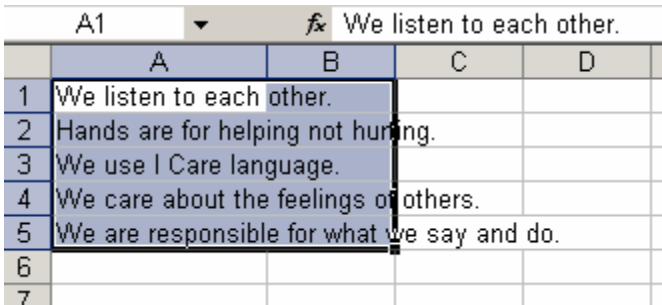 A1 fx We listen to each other.
A B C D
1 We listen to each other.
2 Hands are for helping not hurting.
3 We use I Care language.
4 We care about the feelings of others.
5 We are responsible for what we say and do.
6
7